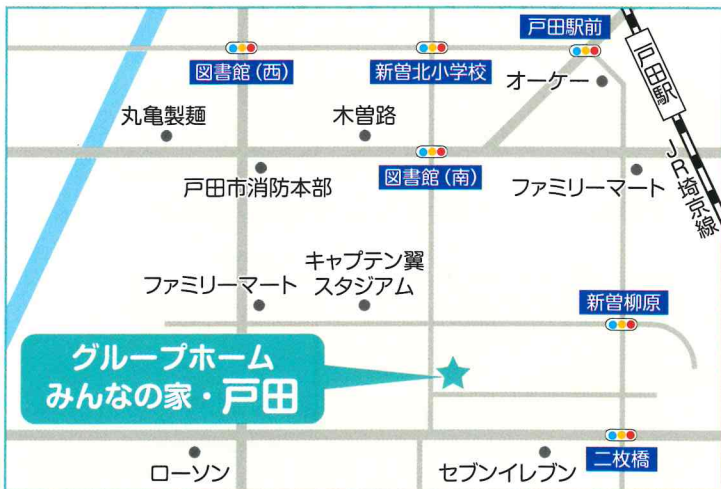 戸田駅前
戸田駅
図書館(西)
新曽北小学校
オーケー
丸亀製麺
木曽路
JR埼京線
図書館(南)
戸田市消防本部
ファミリーマート
キャプテン翼
スタジアム
ファミリーマート
新曽柳原
グループホーム
みんなの家・戸田
二枚橋
ローソン
セブンイレブン